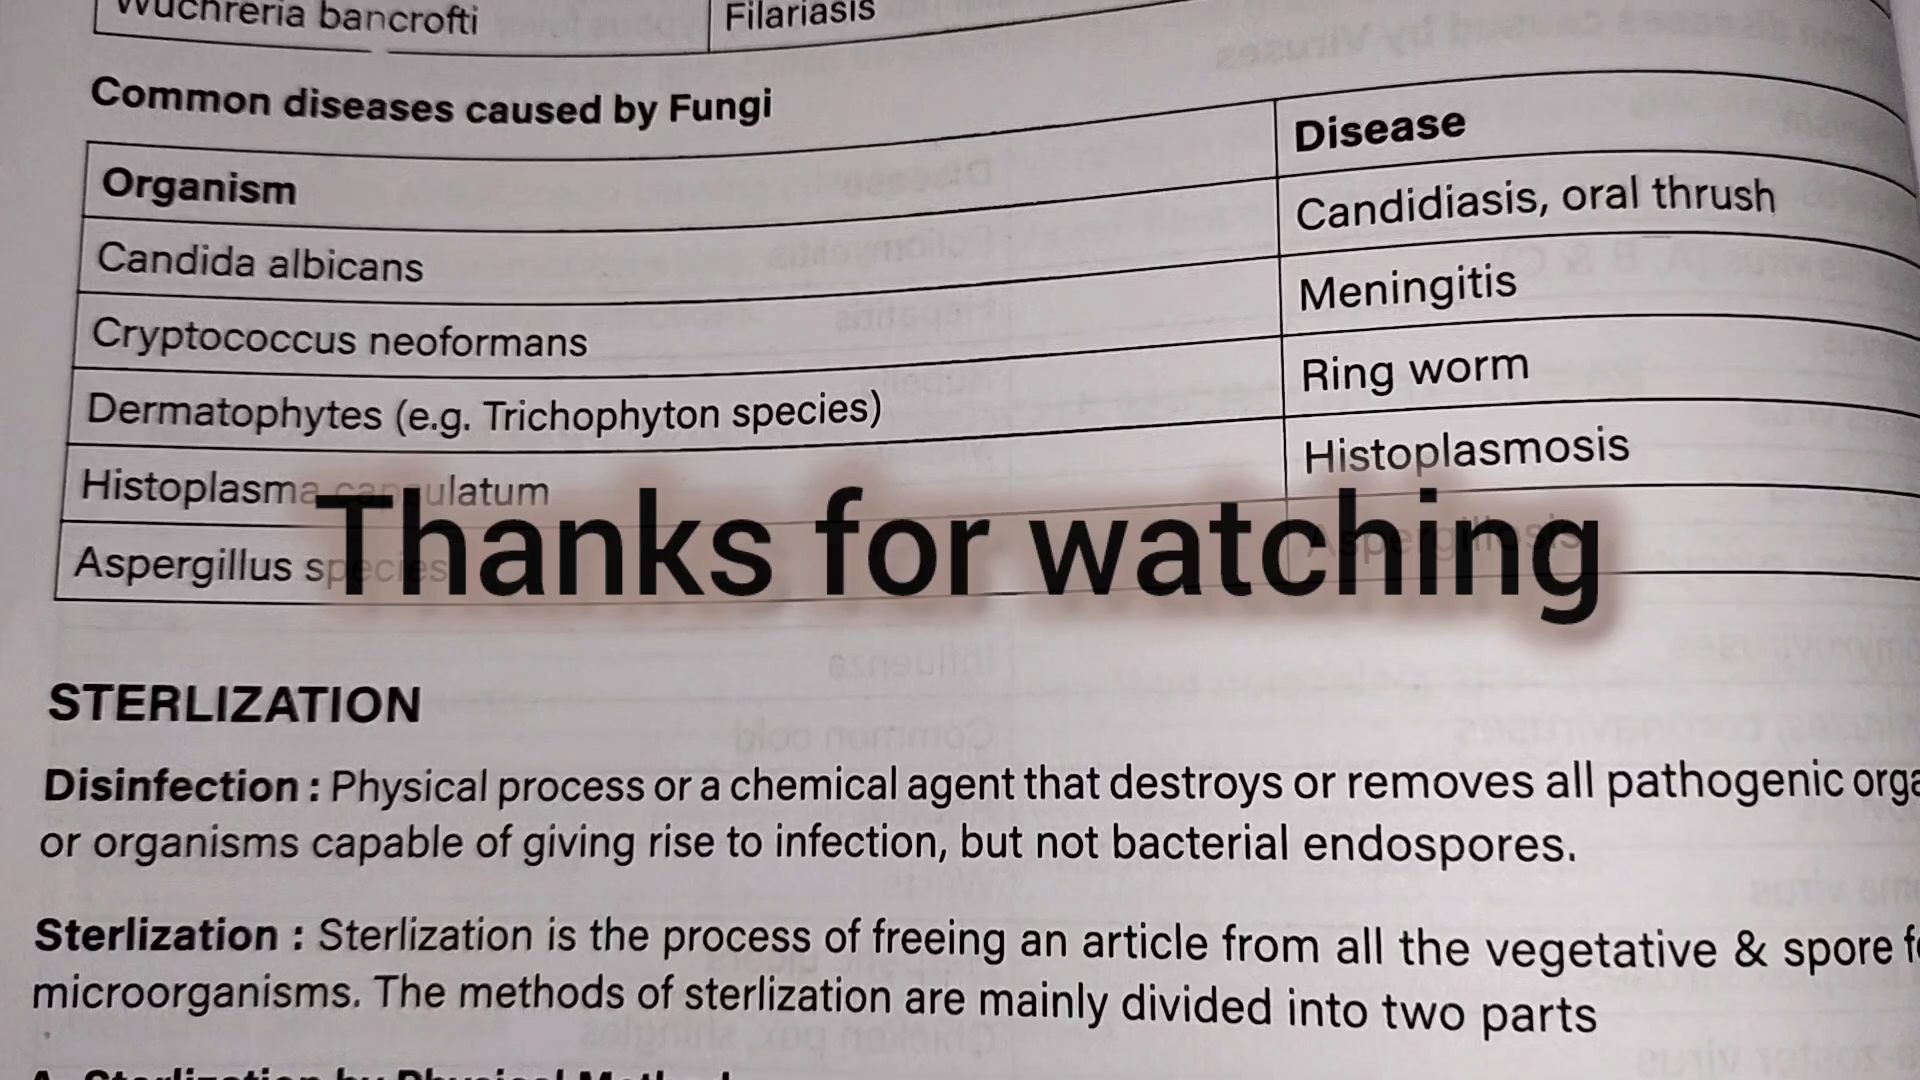 Wuchreria bancrofti Filariasis
Common diseases caused by Fungi
Organism Disease
Candida albicans Candidiasis, oral thrush
Cryptococcus neoformans Meningitis
Dermatophytes (e.g. Trichophyton species) Ring worm
Histoplasma capsulatum Histoplasmosis
Aspergillus species Aspergillosis
Thanks for watching
STERLIZATION
Disinfection : Physical process or a chemical agent that destroys or removes all pathogenic
or organisms capable of giving rise to infection, but not bacterial endospores.
Sterlization : Sterlization is the process of freeing an article from all the vegetative & spore
microorganisms. The methods of sterlization are mainly divided into two parts